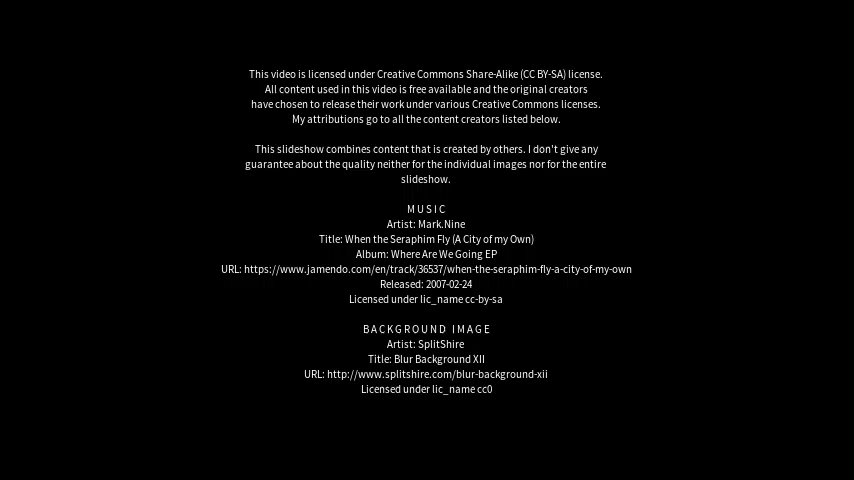 This video is licensed under Creative Commons Share-Alike (CC BY-SA) license.
All content used in this video is free available and the original creators
have chosen to release their work under various Creative Commons licenses.
My attributions go to all the content creators listed below.
This slideshow combines content that is created by others. I don't give any
guarantee about the quality neither for the individual images nor for the entire
slideshow.
MUSIC
Artist: Mark.Nine
Title: When the Seraphim Fly (A City of my Own)
Album: Where Are We Going EP
URL: https://www.jamendo.com/en/track/36537/when-the-seraphim-fly-a-city-of-my-own
Released: 2007-02-24
Licensed under lic_name cc-by-sa
BACKGROUND IMAGE
Artist: SplitShire
Title: Blur Background XII
URL: http://www.splitshire.com/blur-background-xii
Licensed under lic_name cc0